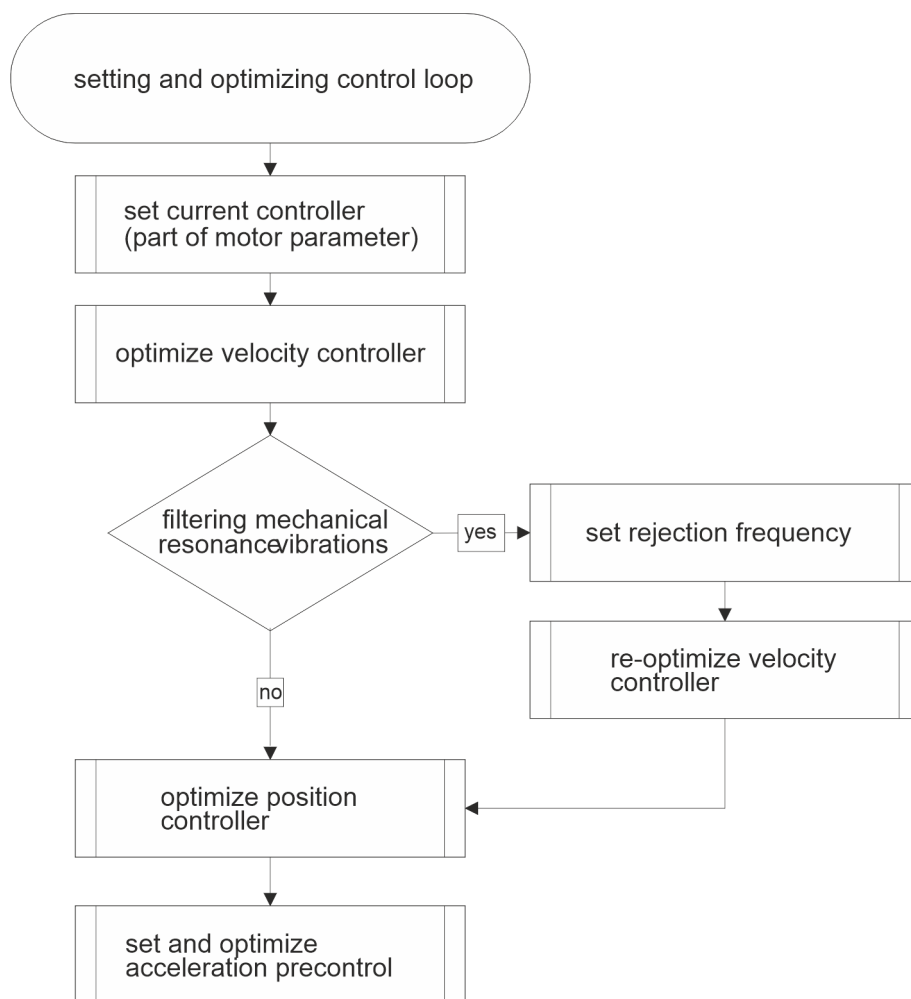 setting and optimizing control loop
set current controller
(part of motor parameter)
optimize velocity controller
filtering mechanical
resonancevibrations
yes
set rejection frequency
re-optimize velocity
controller
no
optimize position
controller
set and optimize
acceleration precontrol